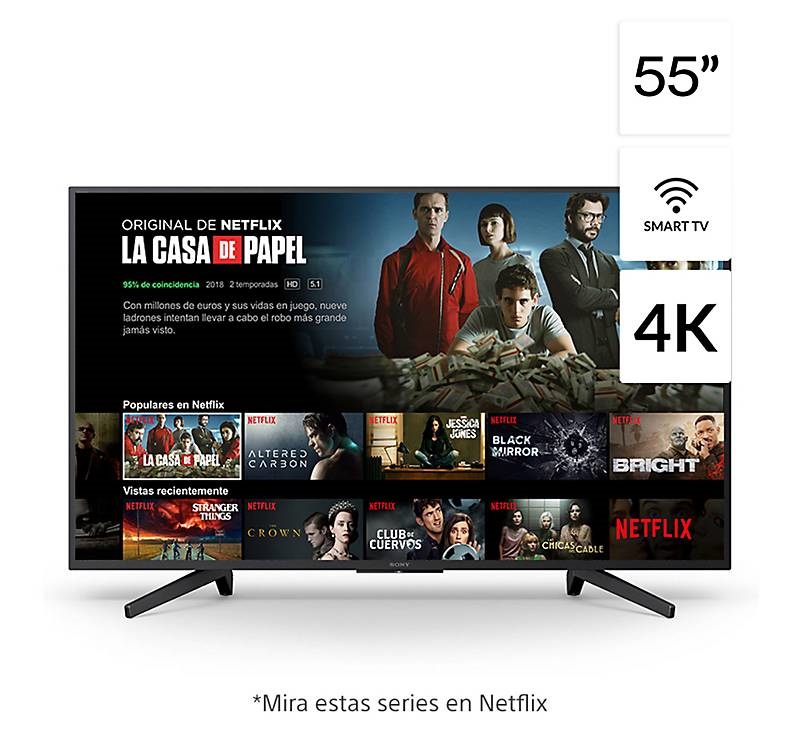 55”
SMART TV
4K
ORIGINAL DE NETFLIX
LA CASA DE PAPEL
95% de coincidencia 2018 2 temporadas HD 5.1
Con millones de euros y sus vidas en juego, nueve
ladrones intentan llevar a cabo el robo más grande
jamás visto.
Populares en Netflix
NETFLIX
LA CASA DE PAPEL
NETFLIX
ALTERED
CARBON
NETFLIX
JESSICA
JONES
NETFLIX
BLACK
MIRROR
NETFLIX
BRIGHT
Vistas recientemente
NETFLIX
STRANGER
THINGS
NETFLIX
THE
CROWN
NETFLIX
CLUB DE
CUERVOS
NETFLIX
LAS
CHICAS DEL
CABLE
NETFLIX
SONY
*Mira estas series en Netflix